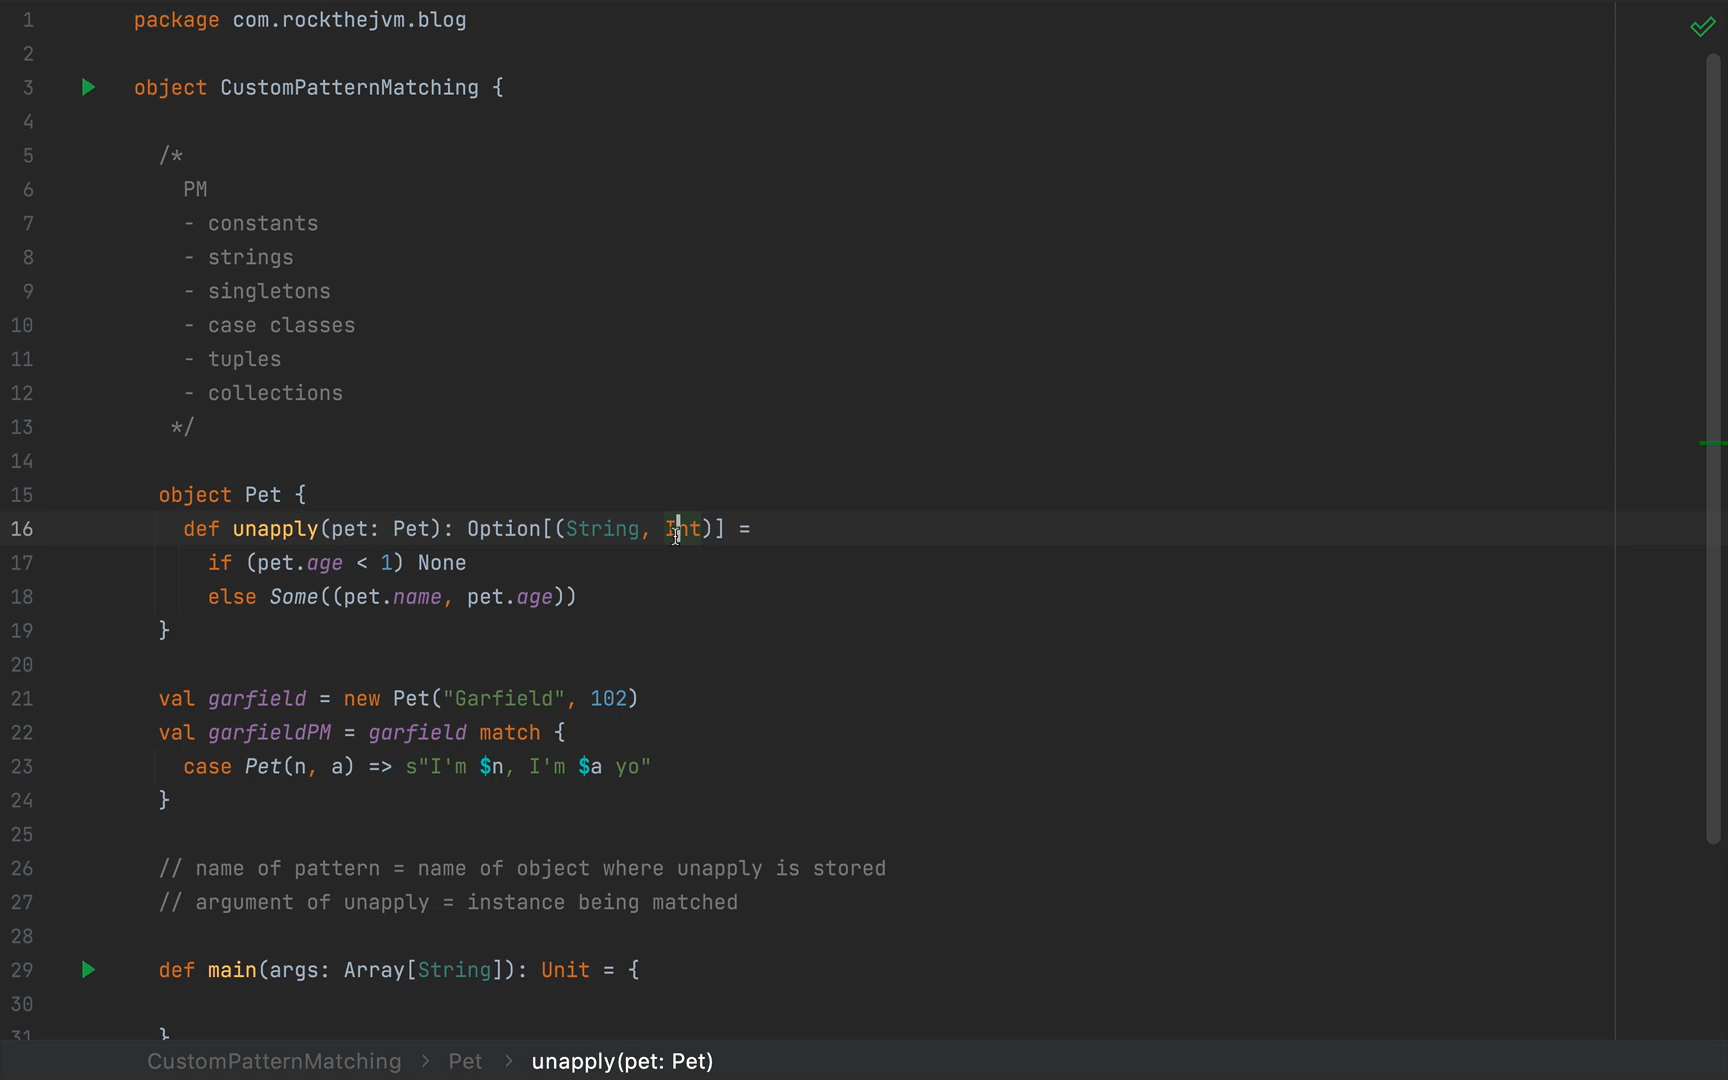 1 package com.rockthejvm.blog
2
3 object CustomPatternMatching {
4
5 /*
6 PM
7 - constants
8 - strings
9 - singletons
10 - case classes
11 - tuples
12 - collections
13 */
14
15 object Pet {
16 def unapply(pet: Pet): Option[(String, Int)] =
17 if (pet.age < 1) None
18 else Some((pet.name, pet.age))
19 }
20
21 val garfield = new Pet("Garfield", 102)
22 val garfieldPM = garfield match {
23 case Pet(n, a) => s"I'm $n, I'm $a yo"
24 }
25
26 // name of pattern = name of object where unapply is stored
27 // argument of unapply = instance being matched
28
29 def main(args: Array[String]): Unit = {
30
31 }
CustomPatternMatching > Pet > unapply(pet: Pet)